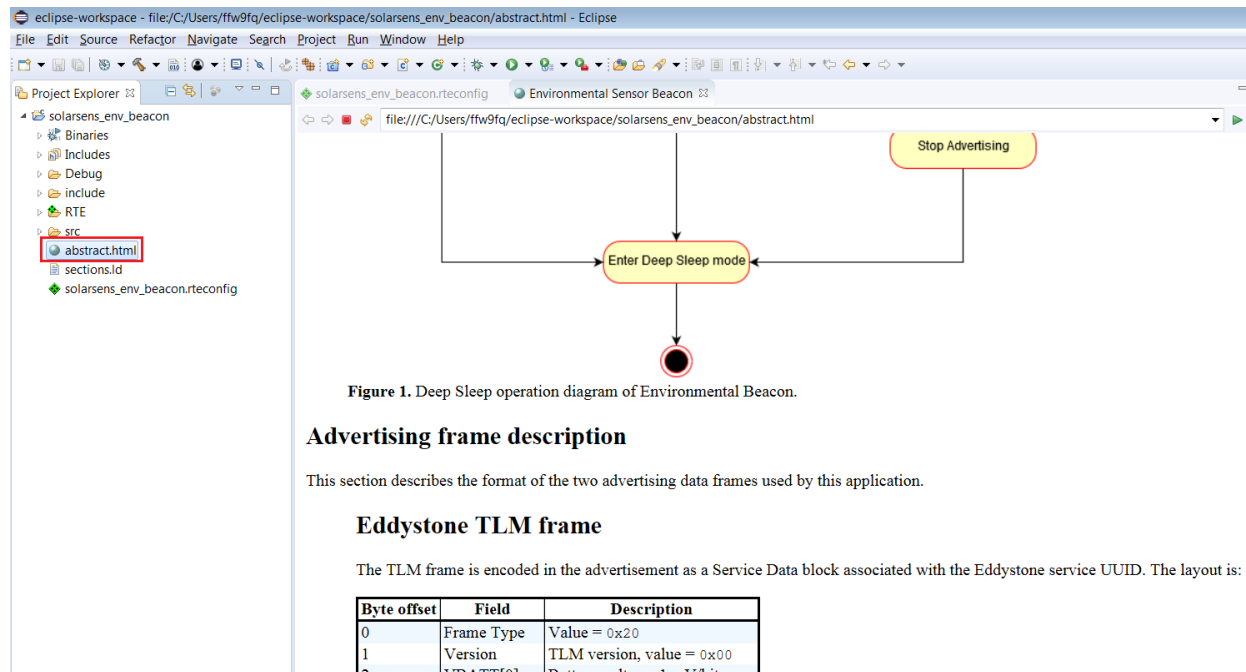 eclipse-workspace - file:/C:/Users/ffw9fq/eclipse-workspace/solarsens_env_beacon/abstract.html - Eclipse
File Edit Source Refactor Navigate Search Project Run Window Help
Project Explorer
solarsens_env_beacon.rteconfig Environmental Sensor Beacon
file:///C:/Users/ffw9fq/eclipse-workspace/solarsens_env_beacon/abstract.html
solarsens_env_beacon
Binaries
Includes
Debug
include
RTE
src
abstract.html
sections.ld
solarsens_env_beacon.rteconfig
Stop Advertising
Enter Deep Sleep mode
Figure 1. Deep Sleep operation diagram of Environmental Beacon.
Advertising frame description
This section describes the format of the two advertising data frames used by this application.
Eddystone TLM frame
The TLM frame is encoded in the advertisement as a Service Data block associated with the Eddystone service UUID. The layout is:
Byte offset Field Description
0 Frame Type Value = 0x20
1 Version TLM version, value = 0x00